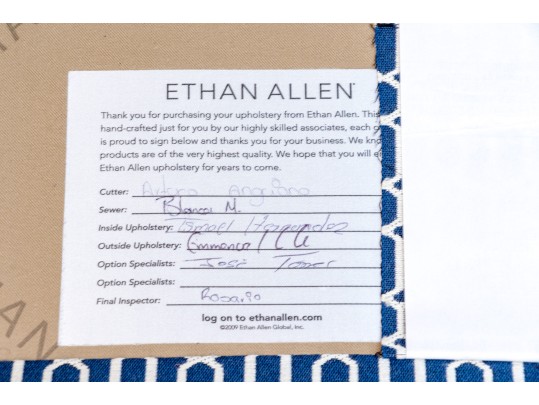 ETHAN ALLEN
Thank you for purchasing your upholstery from Ethan Allen. This
hand-crafted just for you by our highly skilled associates, each
is proud to sign below and thanks you for your business. We
products are of the very highest quality. We hope that you will
Ethan Allen upholstery for years to come.
Cutter: Arturo
Sewer: Blanca M.
Inside Upholstery: Ismael Hernandez
Outside Upholstery:
Option Specialists: Jose
Option Specialists:
Final Inspector: Rosario
log on to ethanallen.com
©2009 Ethan Allen Global, Inc.